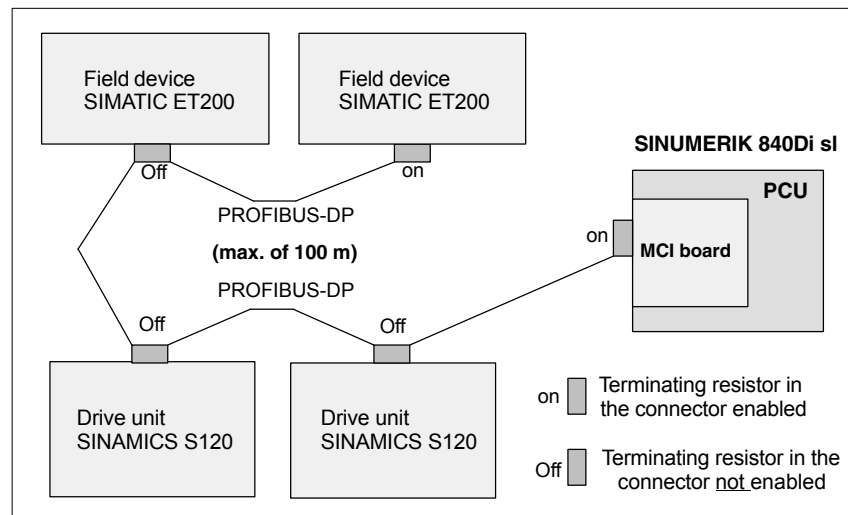 Field device
SIMATIC ET200
Field device
SIMATIC ET200
Off
on
SINUMERIK 840Di sl
PCU
PROFIBUS-DP
on
MCI board
(max. of 100 m)
PROFIBUS-DP
Off
Off
Drive unit
SINAMICS S120
Drive unit
SINAMICS S120
on
Terminating resistor in
the connector enabled
Off
Terminating resistor in the
connector not enabled